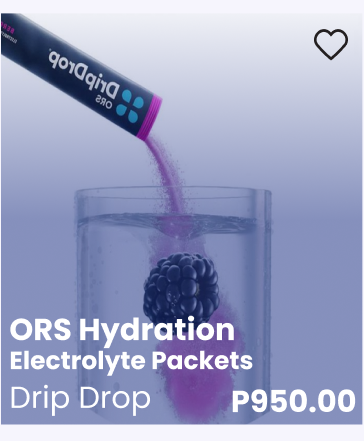 DripDrop
ORS
ORS Hydration
Electrolyte Packets
Drip Drop
P950.00